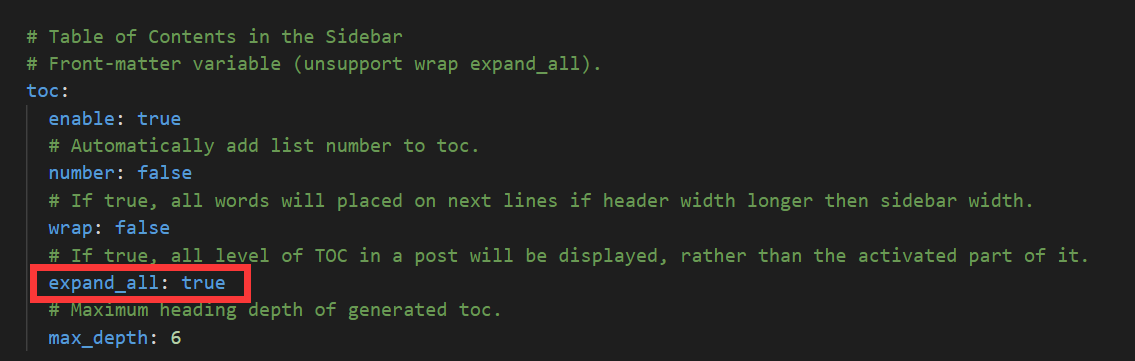 # Table of Contents in the Sidebar
# Front-matter variable (unsupport wrap expand_all).
toc:
  enable: true
  # Automatically add list number to toc.
  number: false
  # If true, all words will placed on next lines if header width longer then sidebar width.
  wrap: false
  # If true, all level of TOC in a post will be displayed, rather than the activated part of it.
  expand_all: true
  # Maximum heading depth of generated toc.
  max_depth: 6